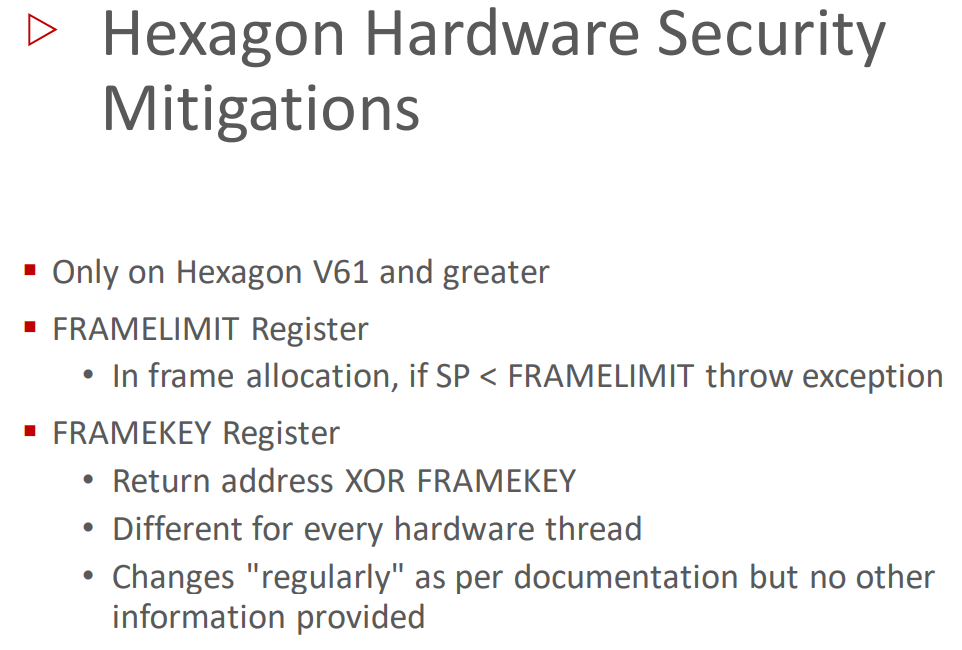 Hexagon Hardware Security
Mitigations
Only on Hexagon V61 and greater
FRAMELIMIT Register
In frame allocation, if SP < FRAMELIMIT throw exception
FRAMEKEY Register
Return address XOR FRAMEKEY
Different for every hardware thread
Changes "regularly" as per documentation but no other
information provided